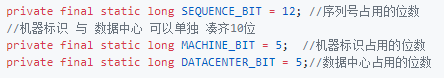 private final static long SEQUENCE_BIT = 12; //序列号占用的位数
//机器标识 与 数据中心 可以单独 凑齐10位
private final static long MACHINE_BIT = 5;  //机器标识占用的位数
private final static long DATACENTER_BIT = 5;//数据中心占用的位数